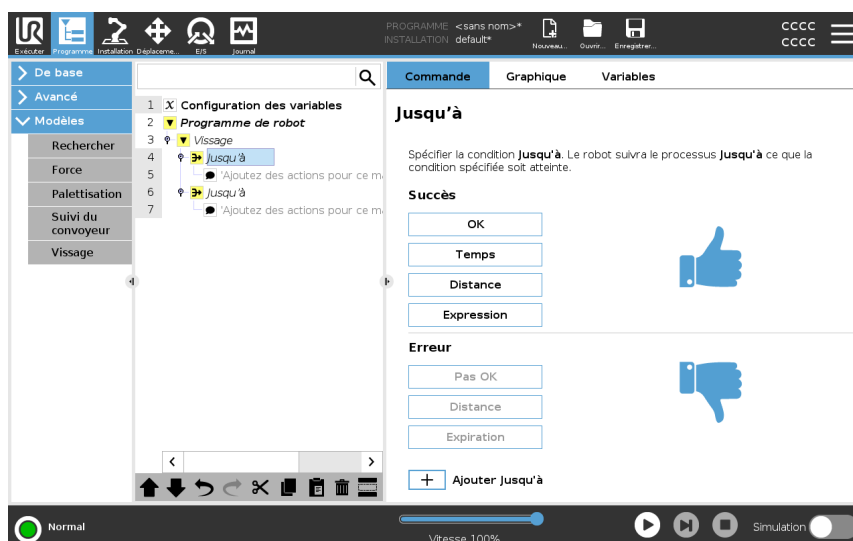 PROGRAMME <sans nom>*
INSTALLATION default*
cccc
cccc
Exécuter
Programme
Installation
Déplaceme...
E/S
Journal
Nouveau...
Ouvrir...
Enregistrer...
De base
Avancé
Modèles
Rechercher
Force
Palettisation
Suivi du
convoyeur
Vissage
1 X Configuration des variables
2 Programme de robot
3 Vissage
4 Jusqu'à
5 'Ajoutez des actions pour ce m
6 Jusqu'à
7 'Ajoutez des actions pour ce m
Commande
Graphique
Variables
Jusqu’à
Spécifier la condition Jusqu'à. Le robot suivra le processus Jusqu'à ce que la
condition spécifiée soit atteinte.
Succès
OK
Temps
Distance
Expression
Erreur
Pas OK
Distance
Expiration
+ Ajouter Jusqu'à
Normal
Vitesse 100%
Simulation